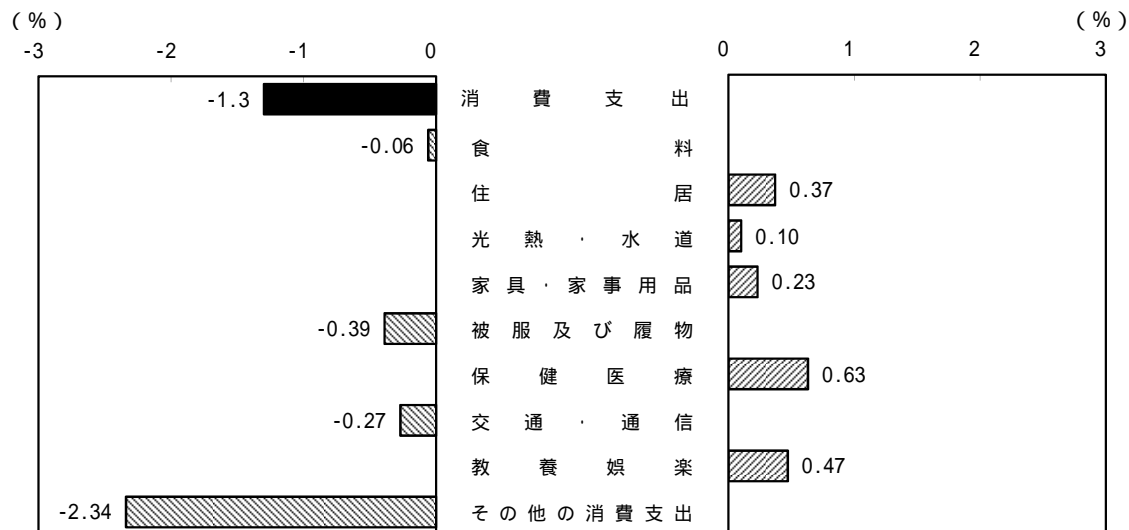 (%) (%)
-3 -2 -1 0 0 1 2 3
-1.3 消費支出
-0.06 食料
住居 0.37
光熱・水道 0.10
家具・家事用品 0.23
-0.39 被服及び履物
保健医療 0.63
-0.27 交通・通信
教養娯楽 0.47
-2.34 その他の消費支出